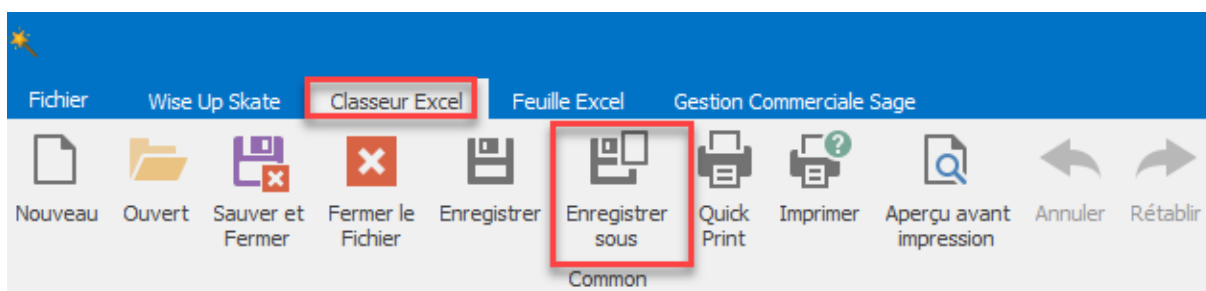 Fichier Wise Up Skate Classeur Excel Feuille Excel Gestion Commerciale Sage
Nouveau Ouvert Sauver et Fermer le Enregistrer Enregistrer Quick Imprimer Aperçu avant Annuler Rétablir
Fermer Fichier sous Print impression
Common